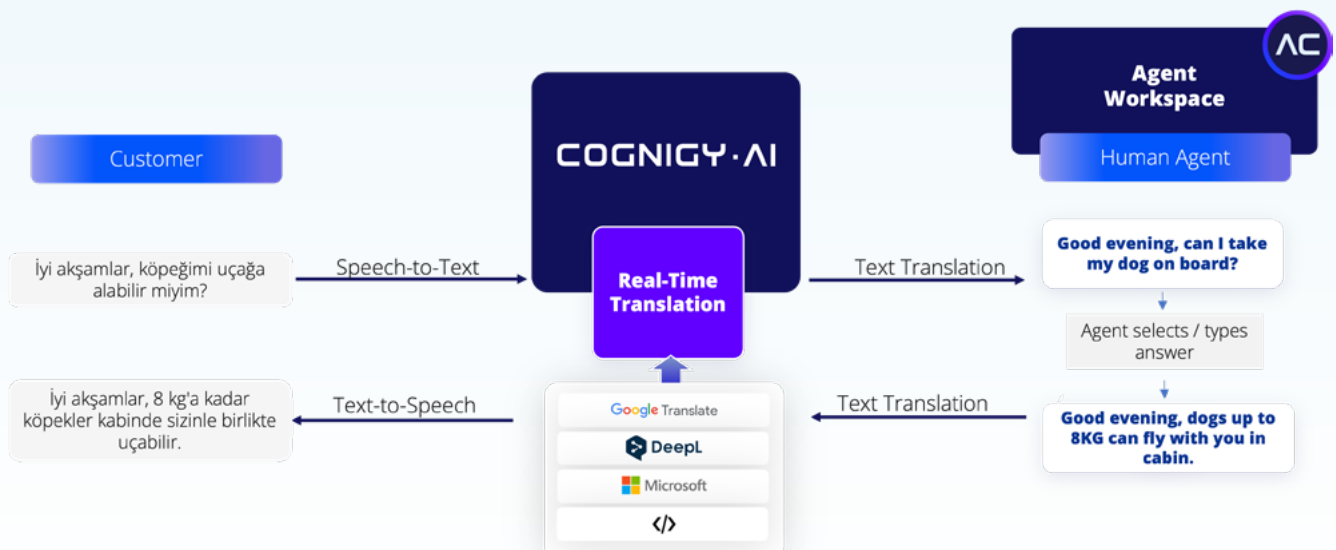 AC
Agent
Workspace
Customer
COGNIGY·AI
Human Agent
İyi akşamlar, köpeğimi uçağa
alabilir miyim?
Speech-to-Text
Real-Time
Translation
Text Translation
Good evening, can I take
my dog on board?
Agent selects / types
answer
İyi akşamlar, 8 kg'a kadar
köpekler kabinde sizinle birlikte
uçabilir.
Text-to-Speech
Google Translate
DeepL
Microsoft
</>
Text Translation
Good evening, dogs up to
8KG can fly with you in
cabin.